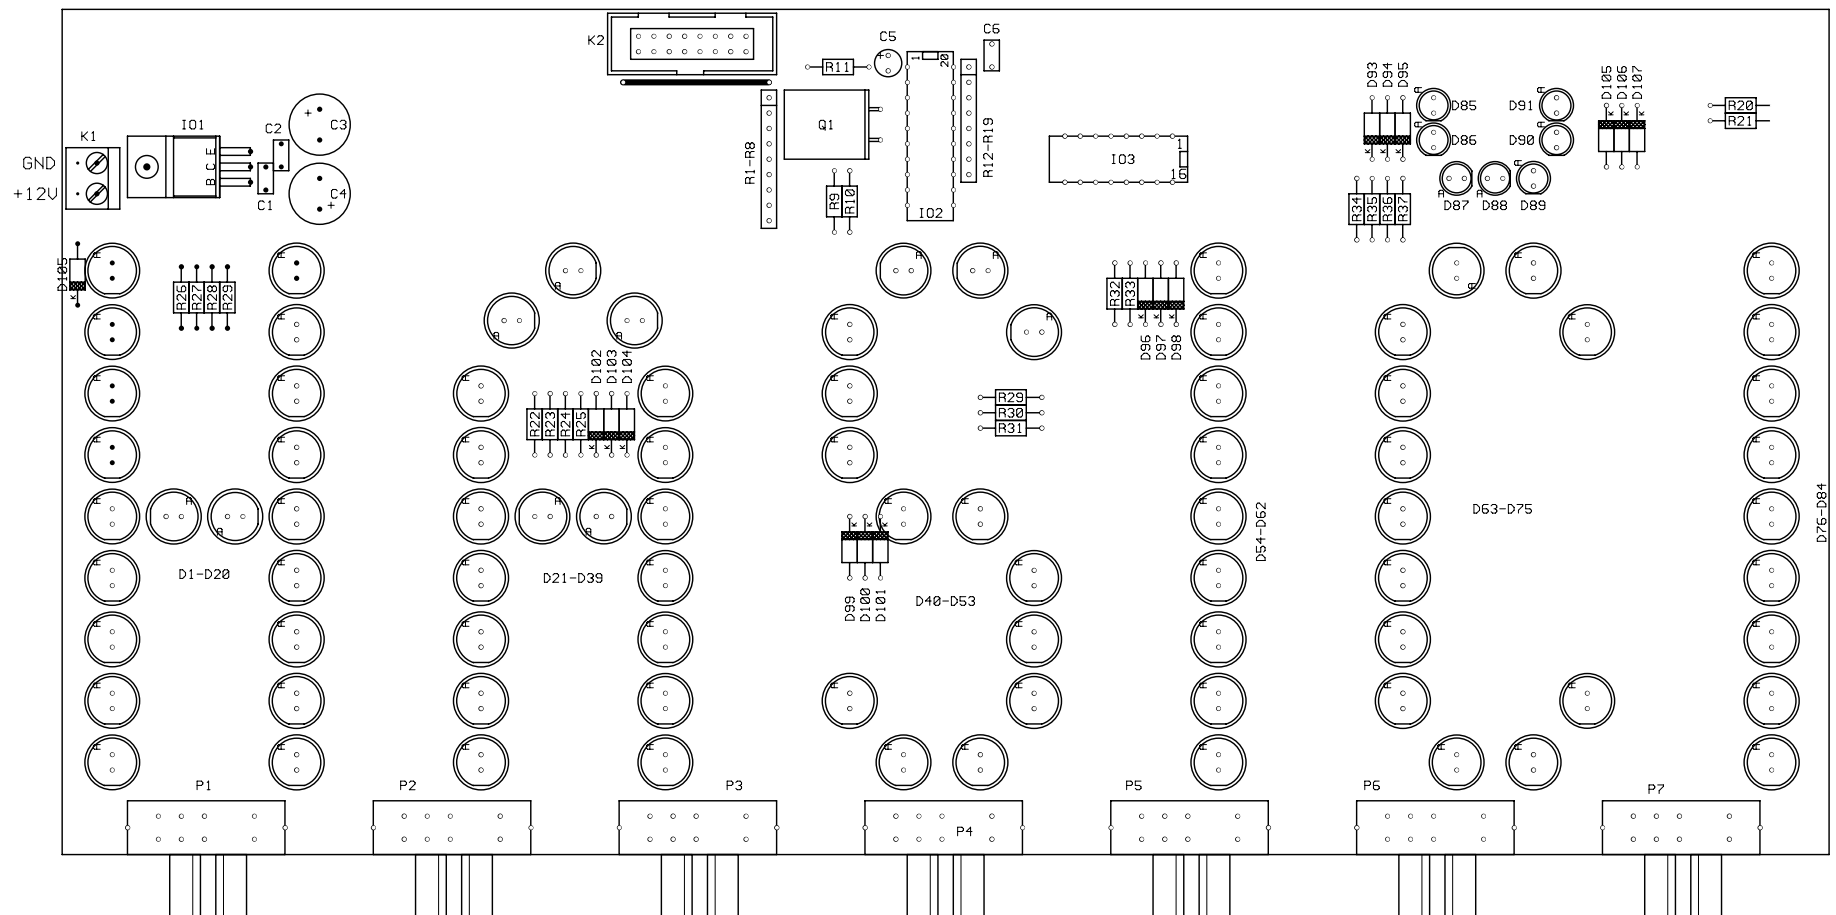 K2
C5
C6
R11
1
20
D93
D94
D95
D85
D91
D105
D106
D107
R20
R21
K1
IO1
C2
C3
Q1
R12-R19
1
IO3
16
D86
D90
GND
+12V
B C E
C1
C4
R1-R8
R9
R10
IO2
D87
D88
D89
R34
R35
R36
R37
D105
R26
R27
R28
R29
R32
R33
D96
D97
D98
D102
D103
D104
R22
R23
R24
R25
R29
R30
R31
D63-D75
D76-D84
D54-D62
D1-D20
D21-D39
D99
D100
D101
D40-D53
P1
P2
P3
P4
P5
P6
P7